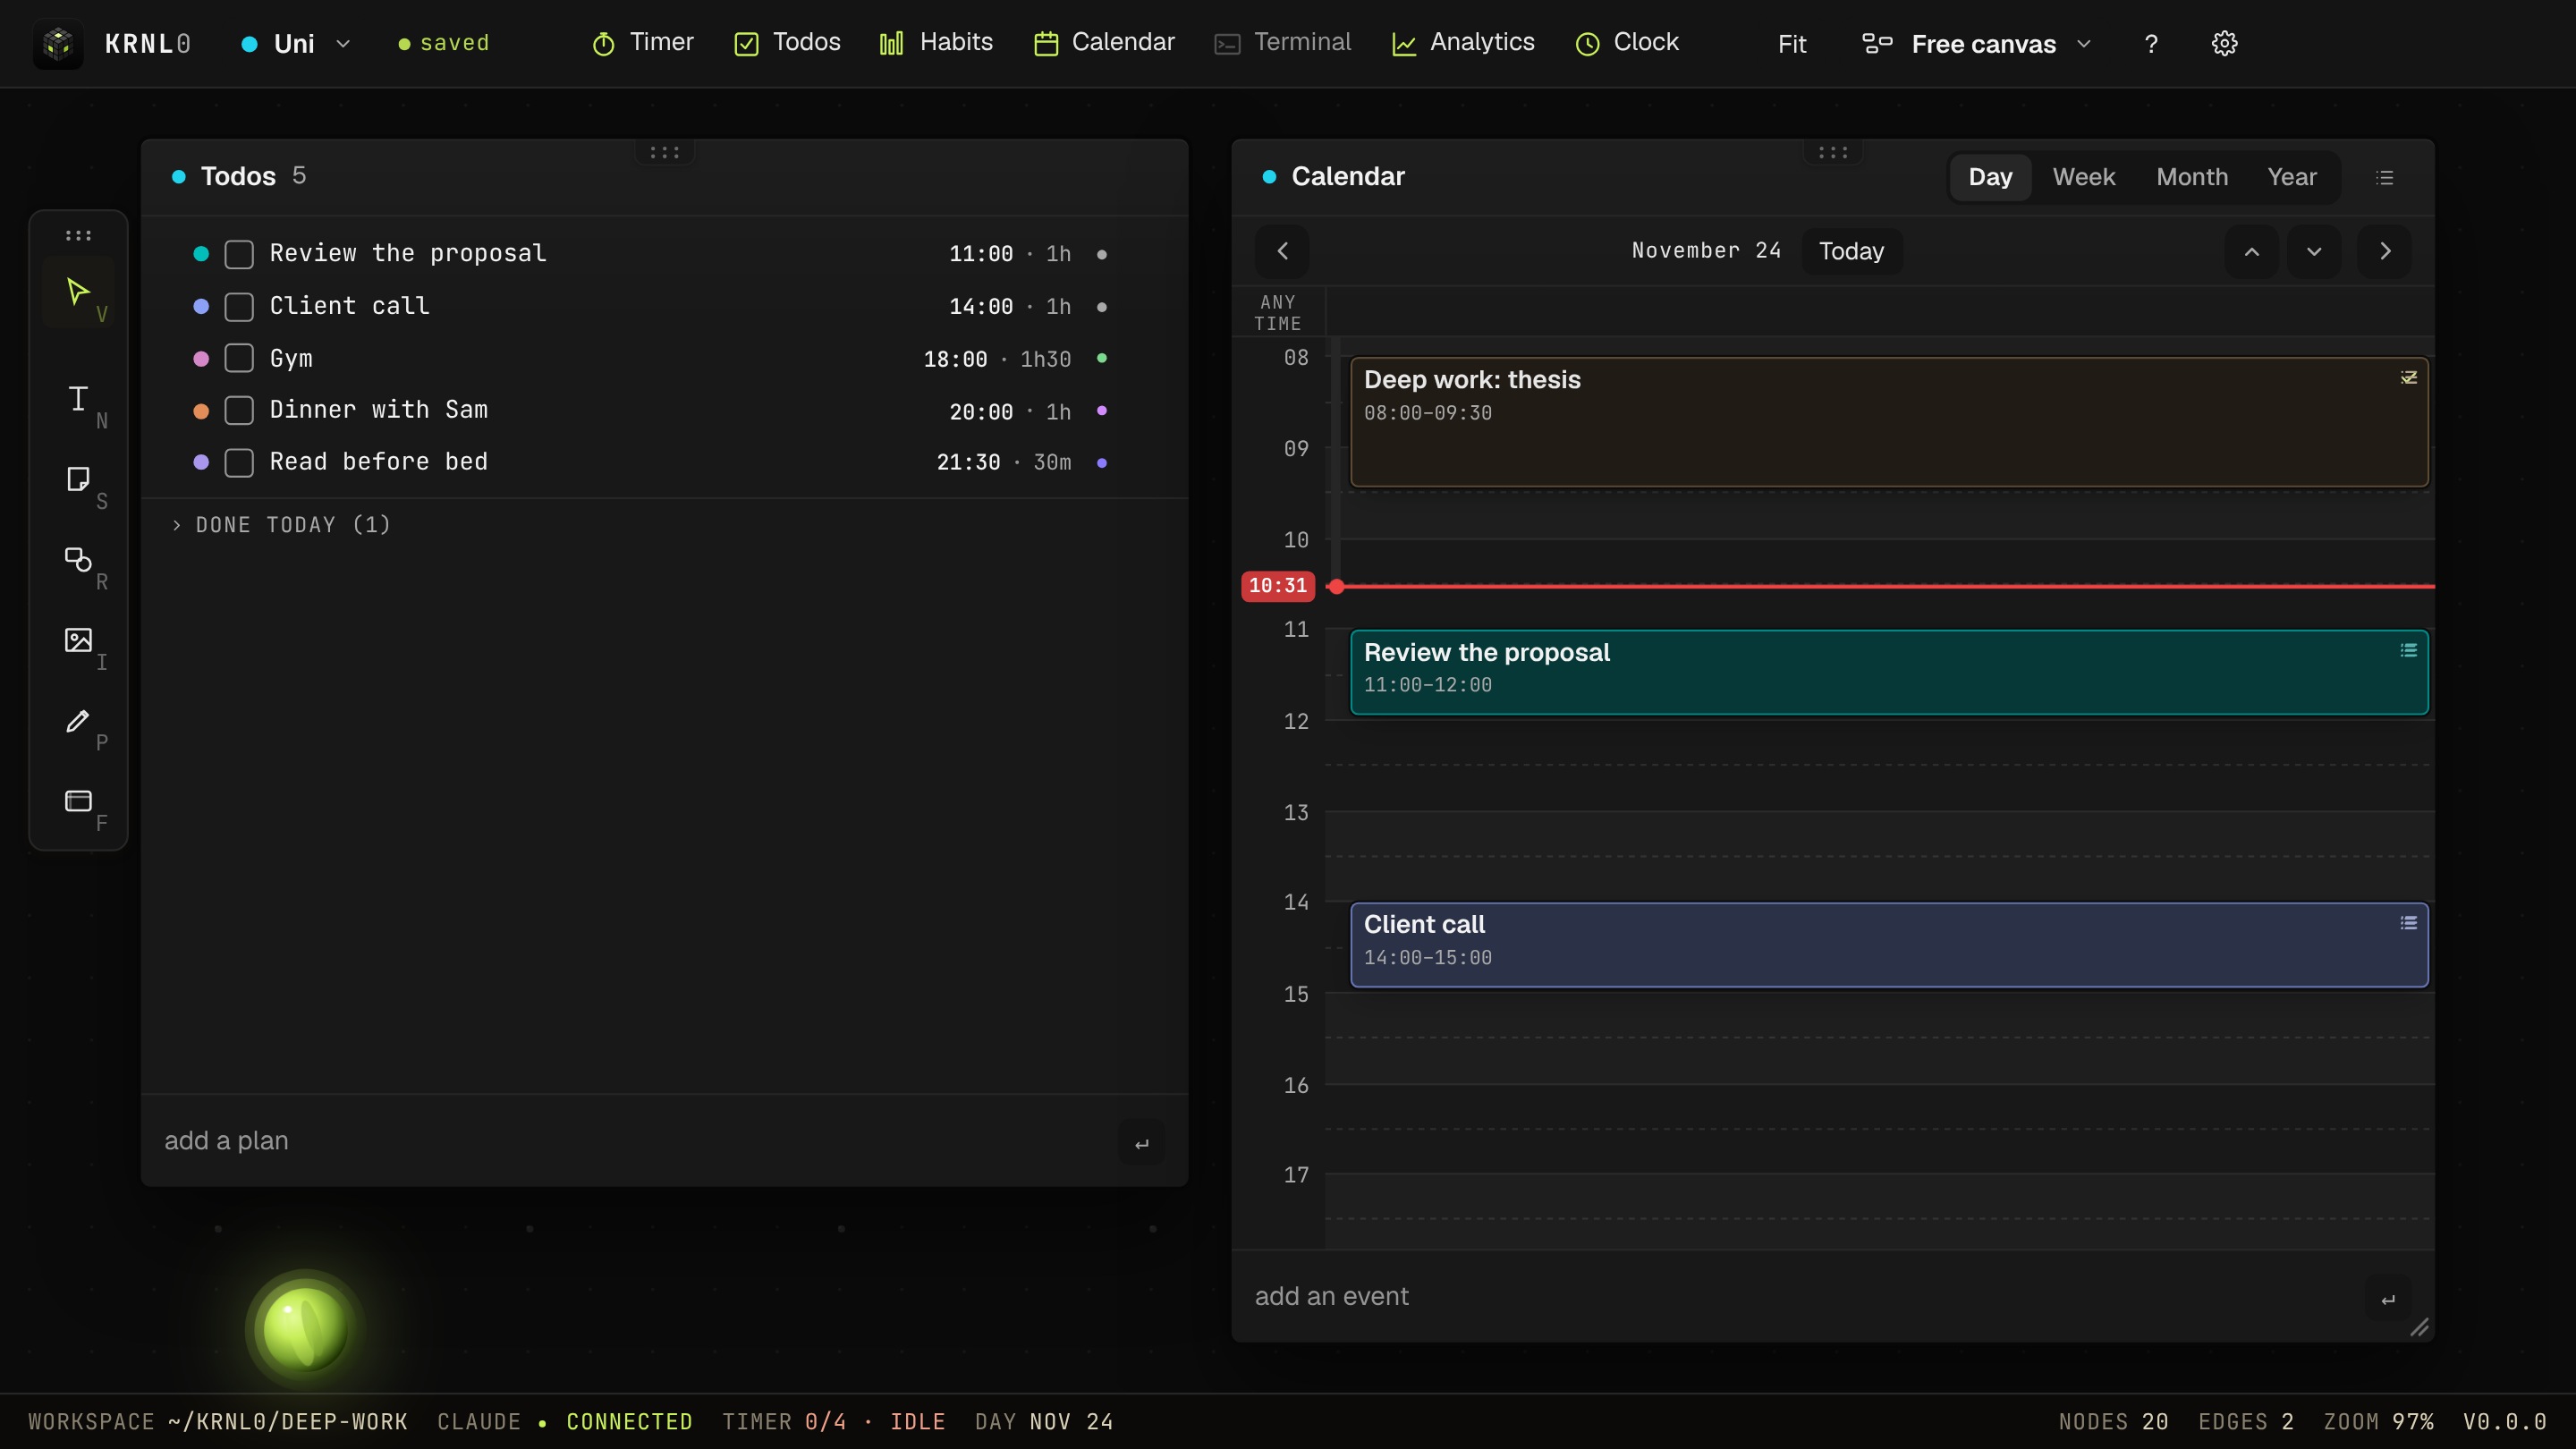 KRNL0 Uni saved Timer Todos Habits Calendar Terminal Analytics Clock Fit Free canvas ?
Todos 5
Review the proposal 11:00 · 1h
Client call 14:00 · 1h
Gym 18:00 · 1h30
Dinner with Sam 20:00 · 1h
Read before bed 21:30 · 30m
DONE TODAY (1)
add a plan
V
N
S
R
I
P
F
Calendar Day Week Month Year
November 24 Today
ANY
TIME
08
Deep work: thesis
08:00–09:30
09
10
10:31
11
Review the proposal
11:00–12:00
12
13
14
Client call
14:00–15:00
15
16
17
add an event
WORKSPACE ~/KRNL0/DEEP-WORK CLAUDE • CONNECTED TIMER 0/4 · IDLE DAY NOV 24 NODES 20 EDGES 2 ZOOM 97% V0.0.0